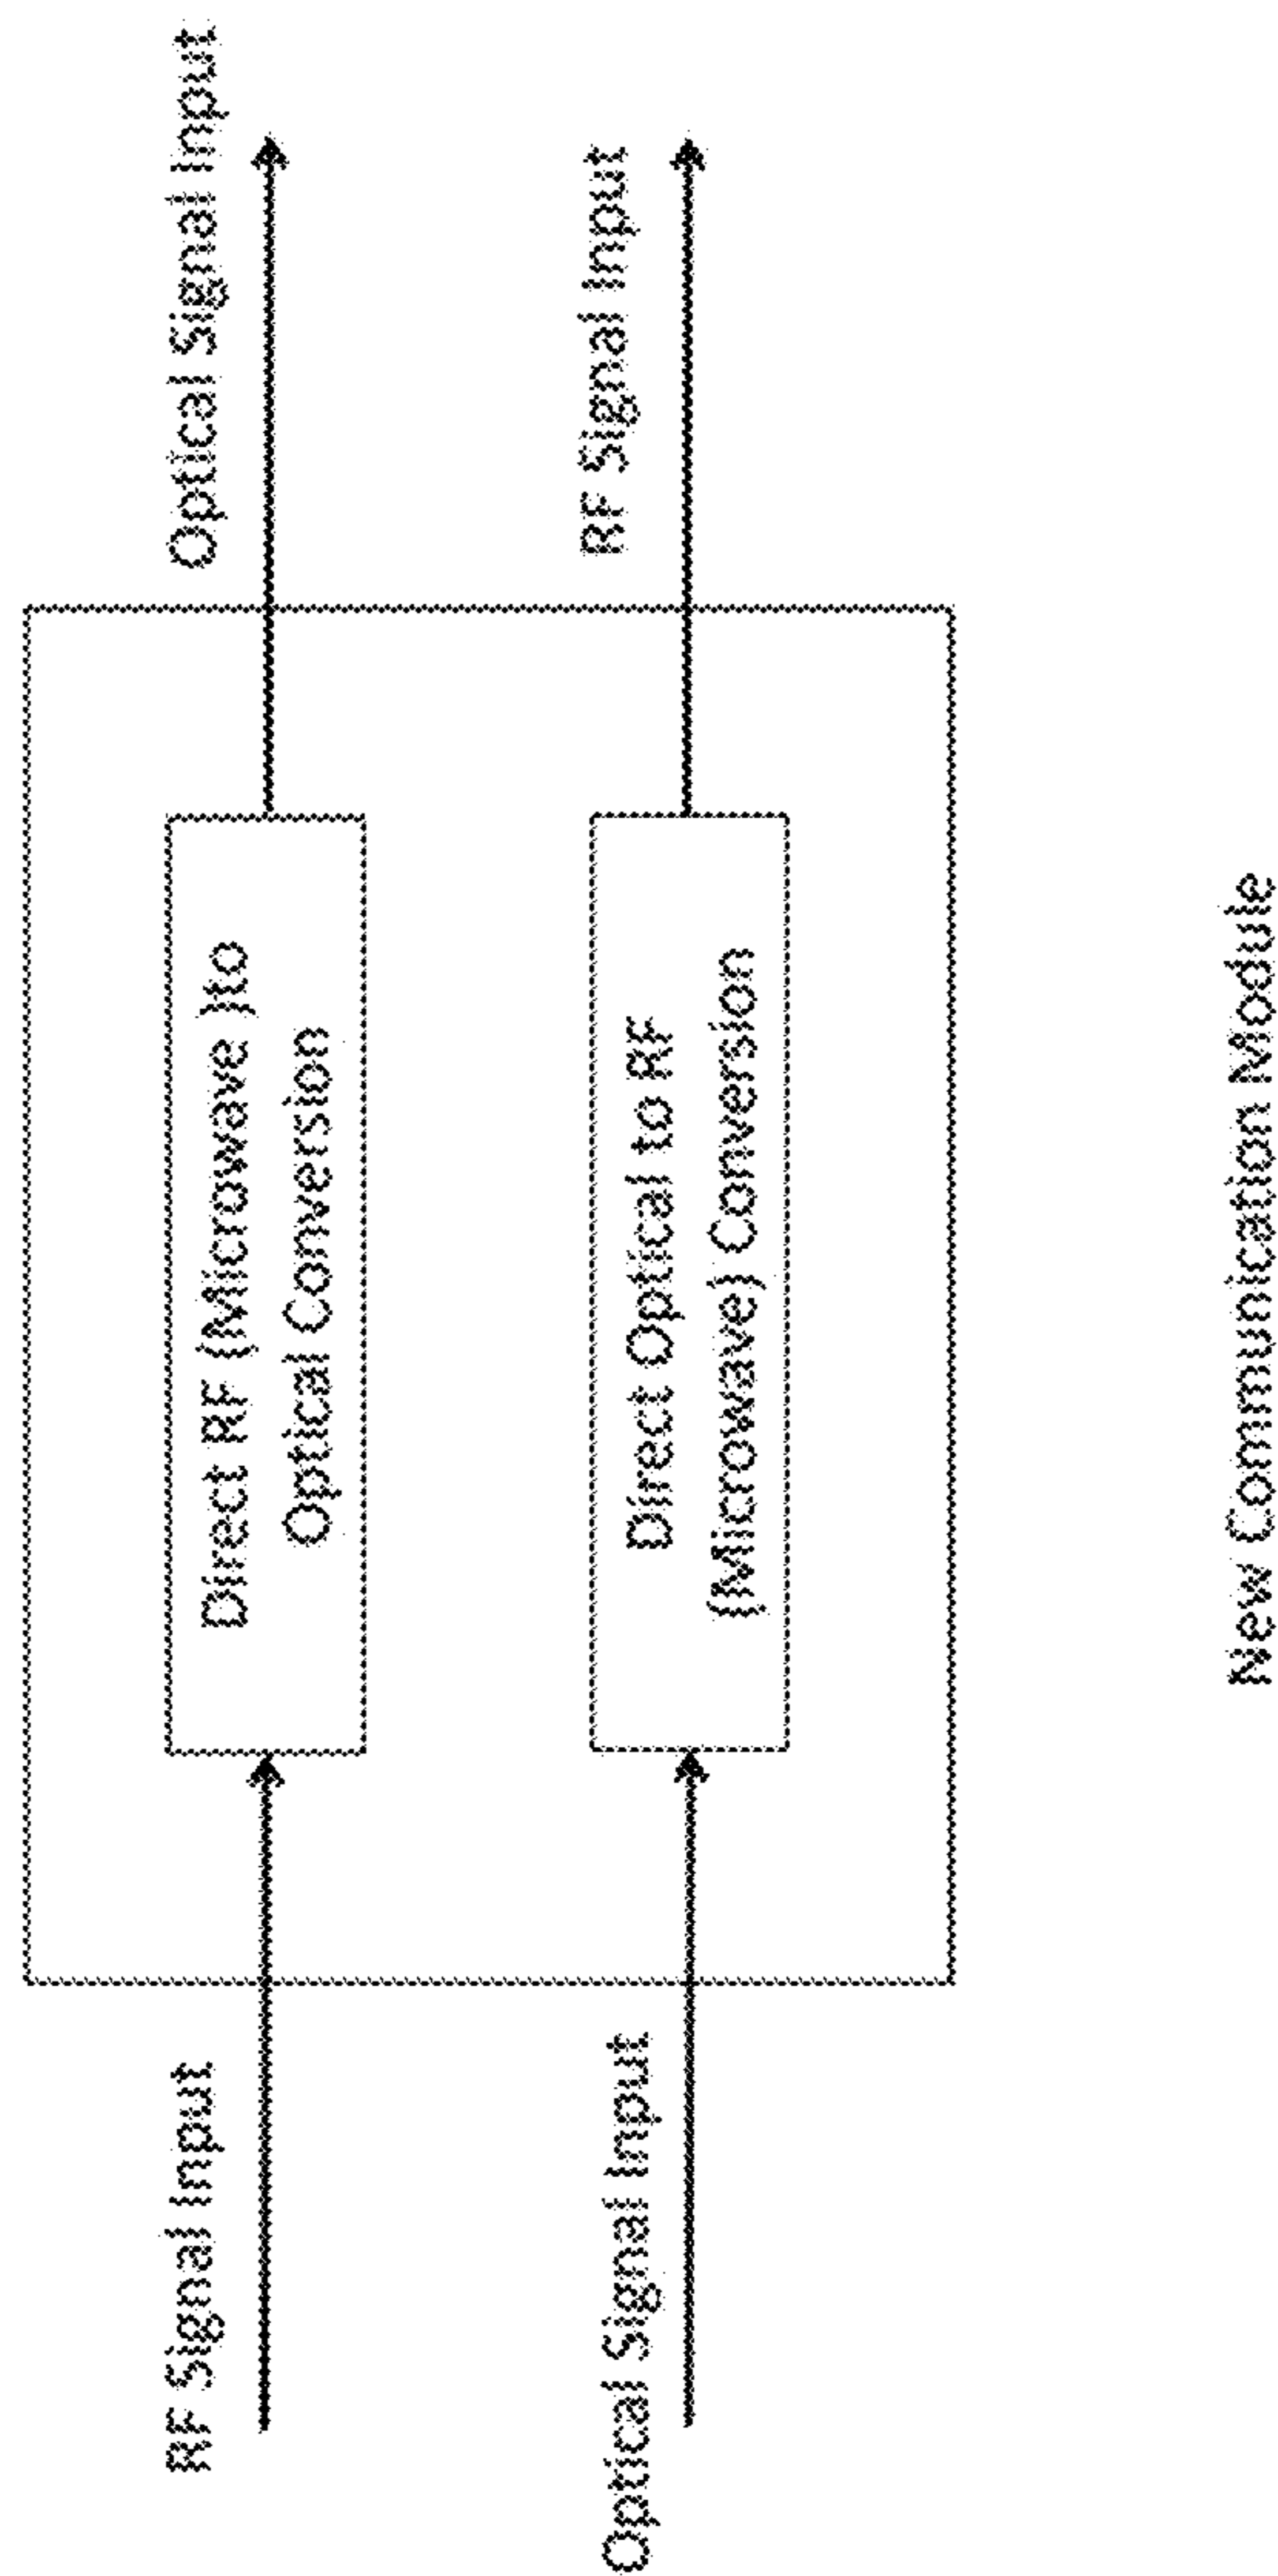 RF Signal Input
Direct RF (Microwave )to
Optical Conversion
Optical Signal Input
Optical Signal Input
Direct Optical to RF
(Microwave) Conversion
RF Signal Input
New Communication Module